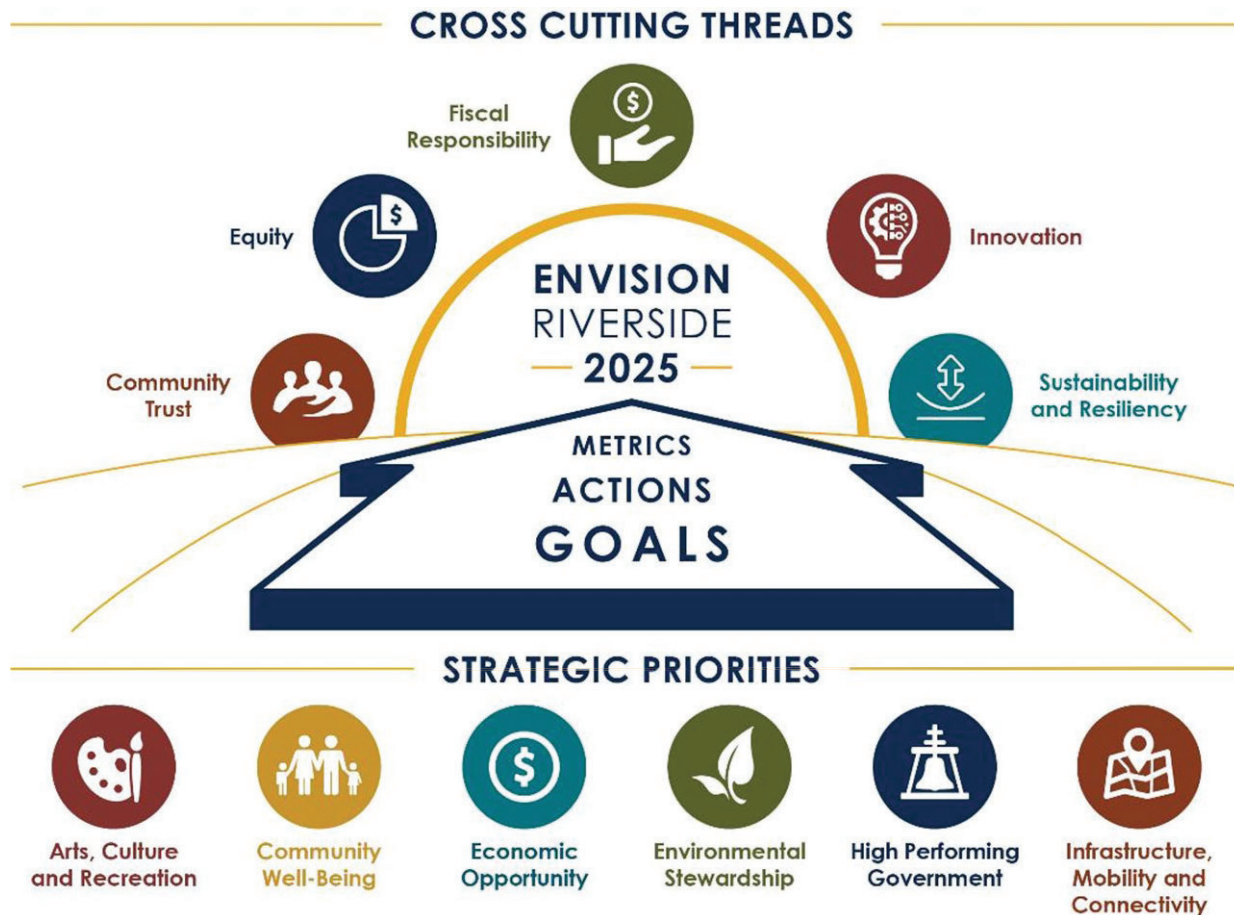 CROSS CUTTING THREADS
Fiscal
Responsibility
$
Equity
$
Innovation
Community
Trust
Sustainability
and Resiliency
ENVISION
RIVERSIDE
2025
METRICS
ACTIONS
GOALS
STRATEGIC PRIORITIES
$
Arts, Culture
and Recreation
Community
Well-Being
Economic
Opportunity
Environmental
Stewardship
High Performing
Government
Infrastructure,
Mobility and
Connectivity